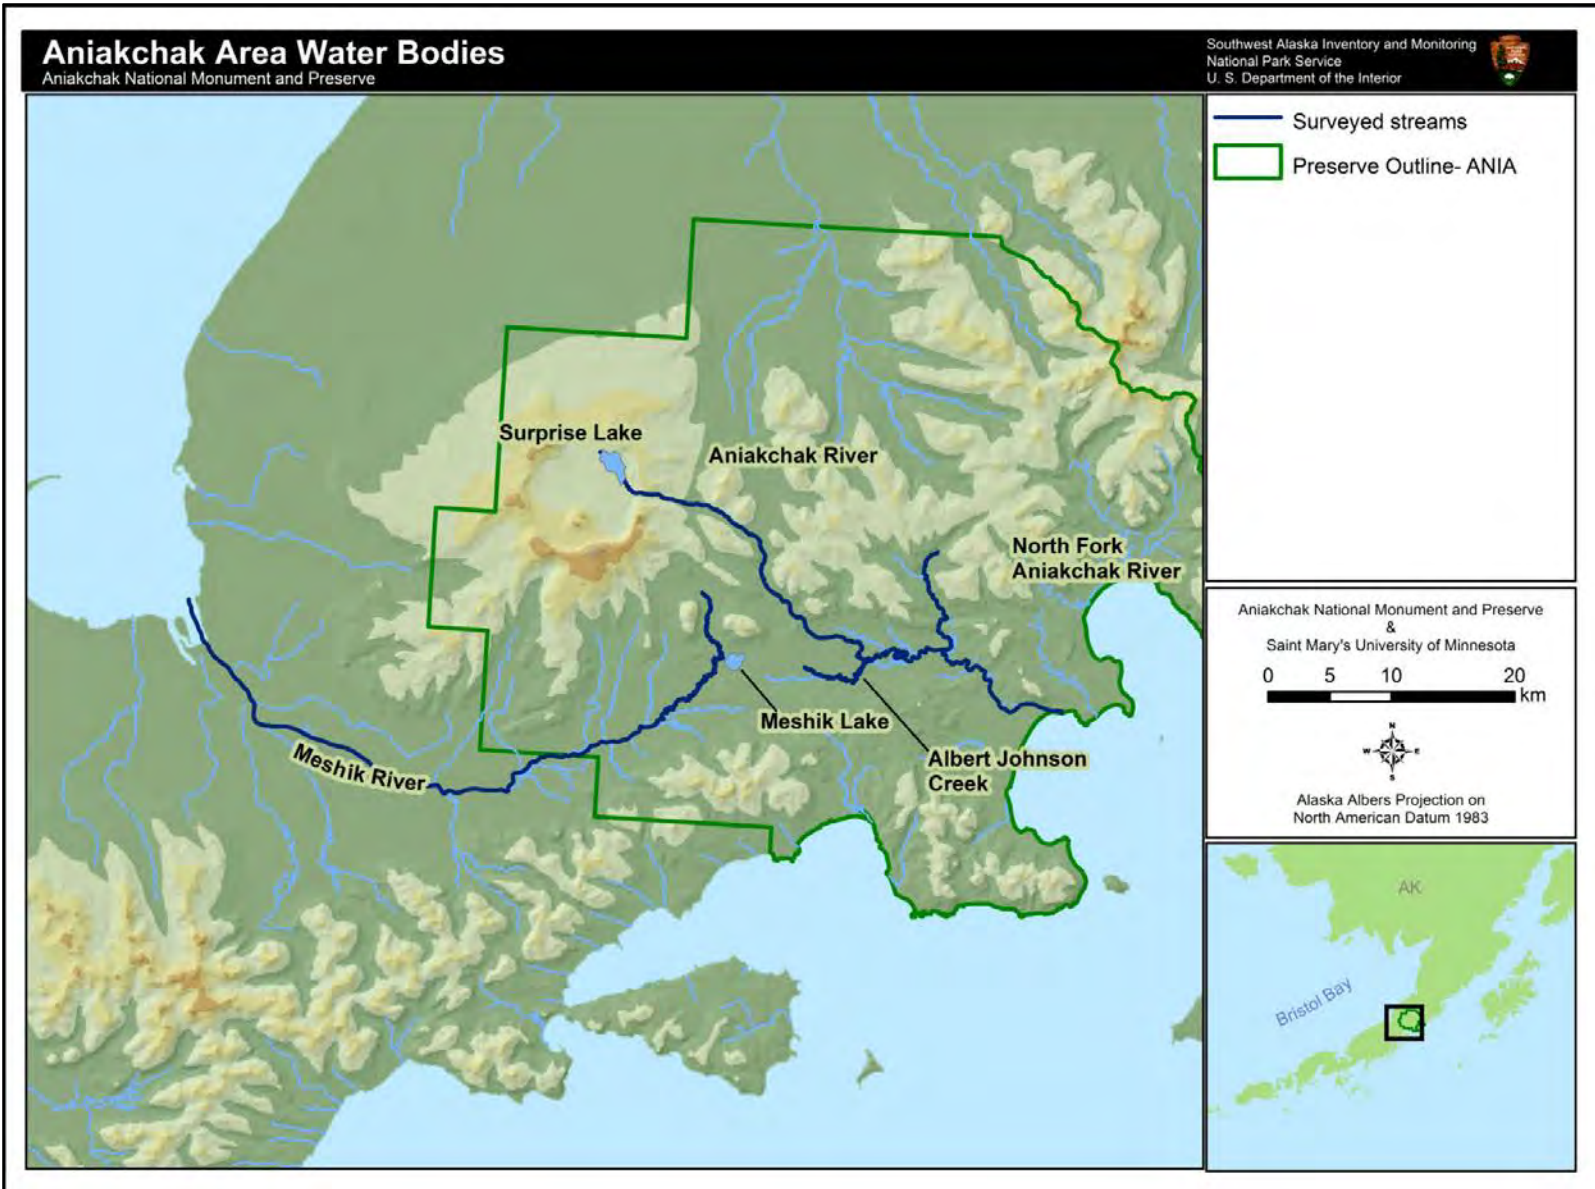 Aniakchak Area Water Bodies
Aniakchak National Monument and Preserve
Southwest Alaska Inventory and Monitoring
National Park Service
U. S. Department of the Interior
Surveyed streams
Preserve Outline- ANIA
Surprise Lake
Aniakchak River
North Fork
Aniakchak River
Meshik Lake
Albert Johnson
Creek
Meshik River
Aniakchak National Monument and Preserve
&
Saint Mary's University of Minnesota
0 5 10 20
km
N
W E
S
Alaska Albers Projection on
North American Datum 1983
AK
Bristol Bay